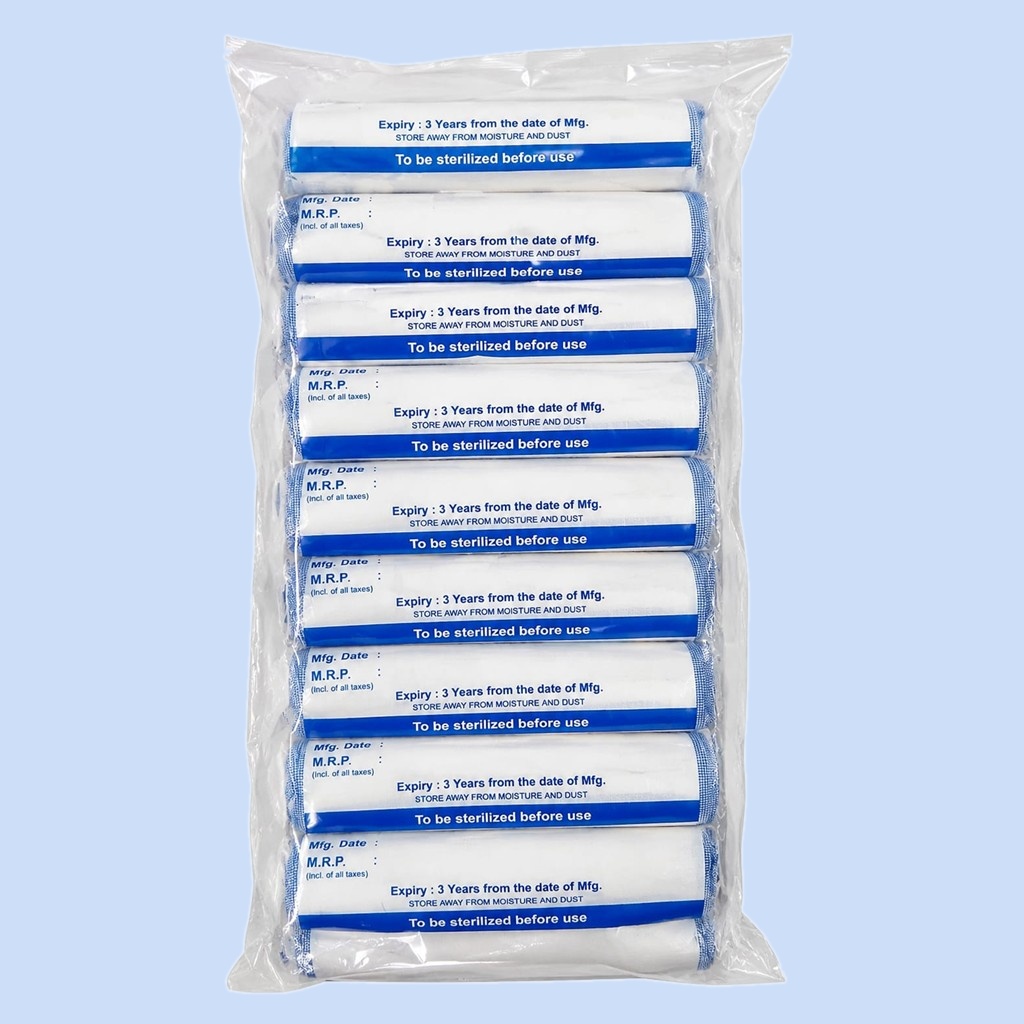 Expiry : 3 Years from the date of Mfg.
STORE AWAY FROM MOISTURE AND DUST
To be sterilized before use
Mfg. Date :
M.R.P. :
(Incl. of all taxes)
Expiry : 3 Years from the date of Mfg.
STORE AWAY FROM MOISTURE AND DUST
To be sterilized before use
Expiry : 3 Years from the date of Mfg.
STORE AWAY FROM MOISTURE AND DUST
To be sterilized before use
Mfg. Date :
M.R.P. :
(Incl. of all taxes)
Expiry : 3 Years from the date of Mfg.
STORE AWAY FROM MOISTURE AND DUST
To be sterilized before use
Mfg. Date :
M.R.P. :
(Incl. of all taxes)
Expiry : 3 Years from the date of Mfg.
STORE AWAY FROM MOISTURE AND DUST
To be sterilized before use
Mfg. Date :
M.R.P. :
(Incl. of all taxes)
Expiry : 3 Years from the date of Mfg.
STORE AWAY FROM MOISTURE AND DUST
To be sterilized before use
Mfg. Date :
M.R.P. :
(Incl. of all taxes)
Expiry : 3 Years from the date of Mfg.
STORE AWAY FROM MOISTURE AND DUST
To be sterilized before use
Mfg. Date :
M.R.P. :
(Incl. of all taxes)
Expiry : 3 Years from the date of Mfg.
STORE AWAY FROM MOISTURE AND DUST
To be sterilized before use
Mfg. Date :
M.R.P. :
(Incl. of all taxes)
Expiry : 3 Years from the date of Mfg.
STORE AWAY FROM MOISTURE AND DUST
To be sterilized before use